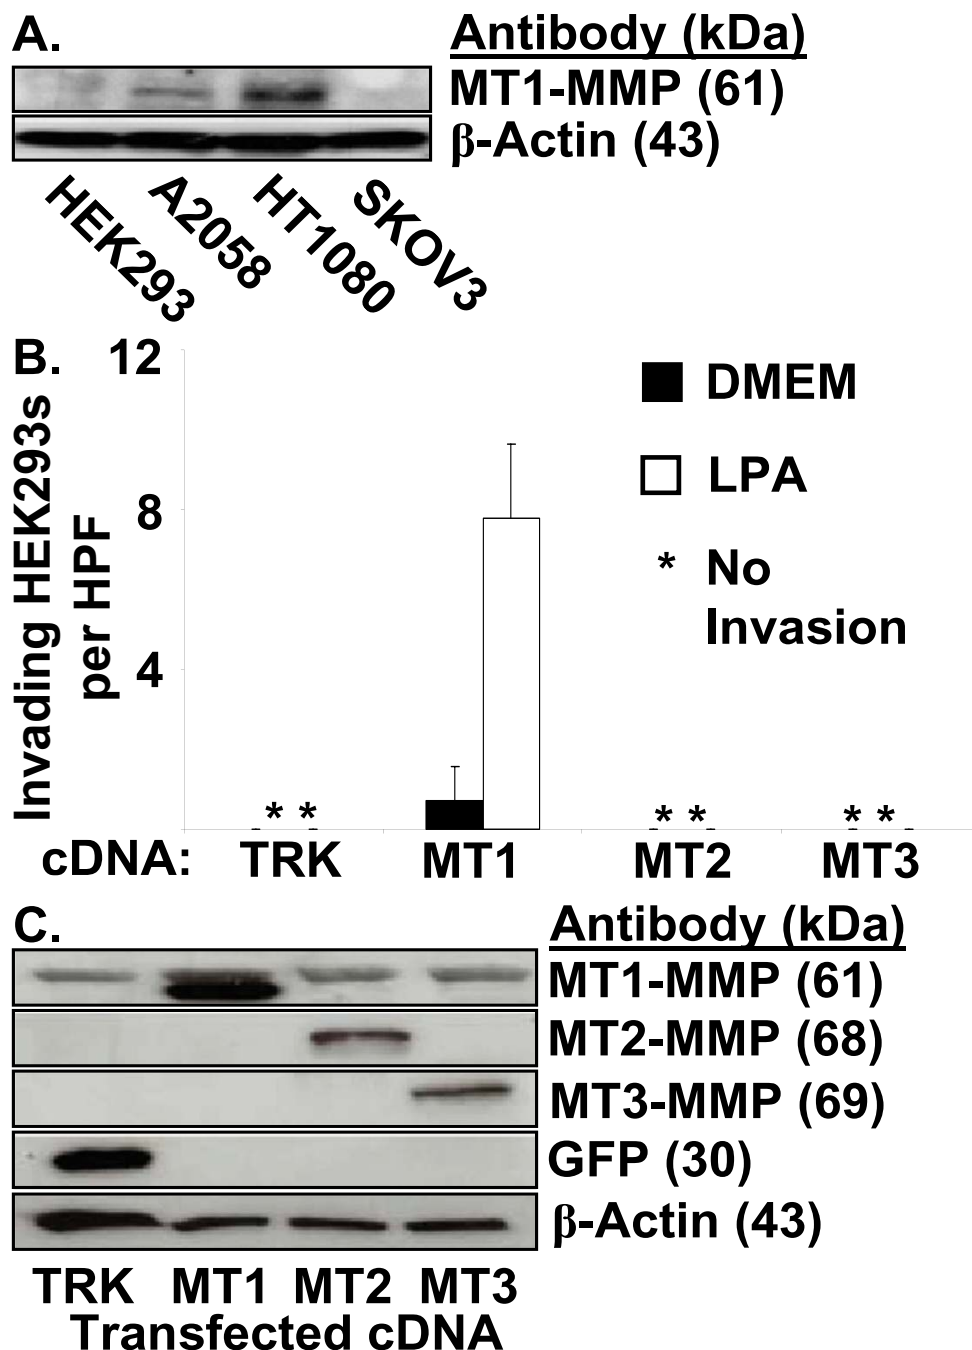 A.
Antibody (kDa)
MT1-MMP (61)
β-Actin (43)
HEK293
A2058
HT1080
SKOV3
B.
12
8
4
Invading HEK293s
per HPF
DMEM
LPA
* No
Invasion
* *
* *
* *
cDNA: TRK MT1 MT2 MT3
C.
Antibody (kDa)
MT1-MMP (61)
MT2-MMP (68)
MT3-MMP (69)
GFP (30)
β-Actin (43)
TRK MT1 MT2 MT3
Transfected cDNA